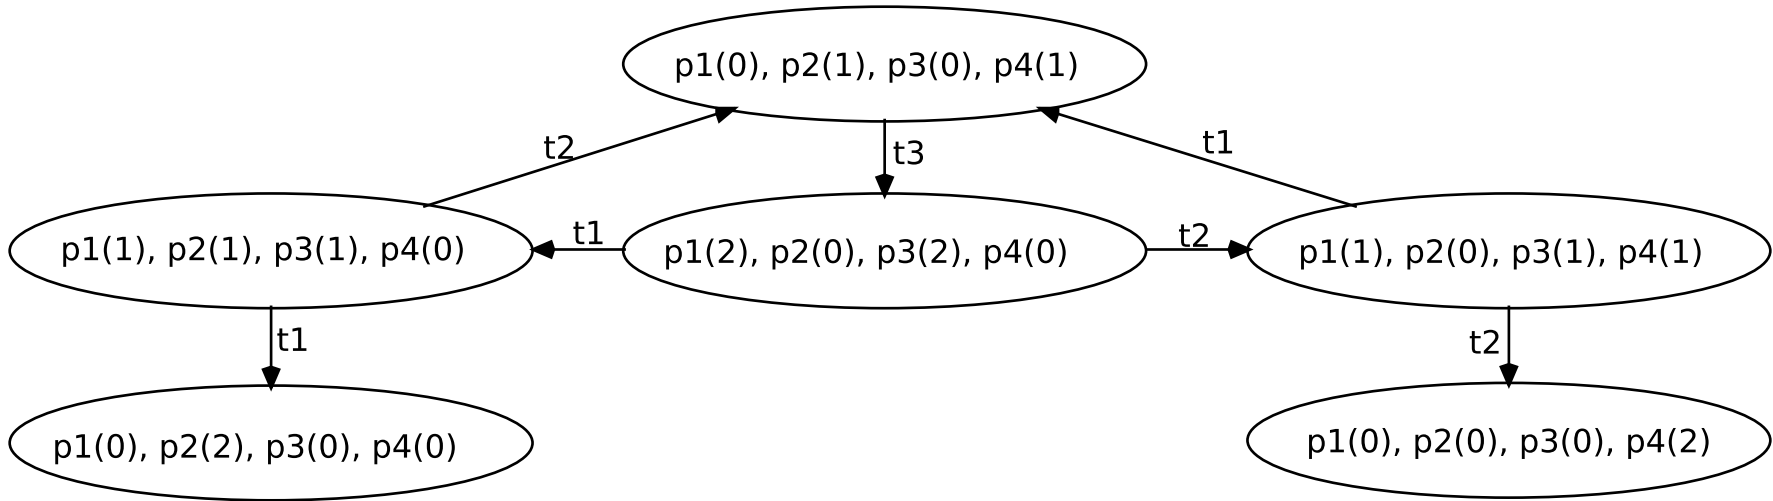 p1(0), p2(1), p3(0), p4(1)
t2
t3
t1
p1(1), p2(1), p3(1), p4(0)
t1
p1(2), p2(0), p3(2), p4(0)
t2
p1(1), p2(0), p3(1), p4(1)
t1
t2
p1(0), p2(2), p3(0), p4(0)
p1(0), p2(0), p3(0), p4(2)